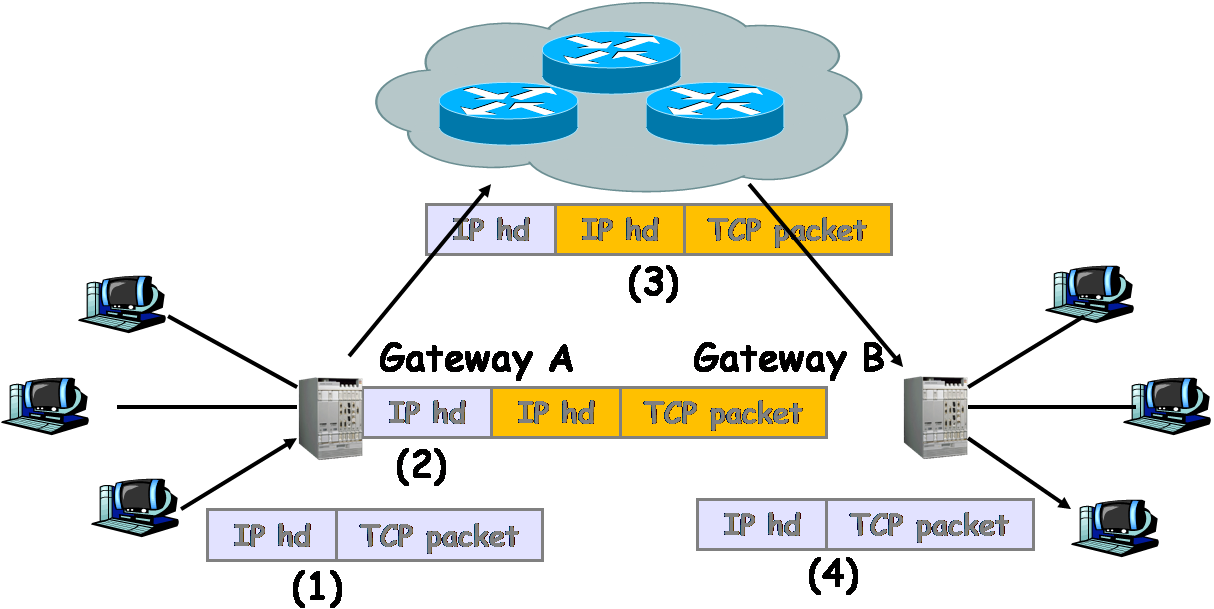 IP hd IP hd TCP packet
(3)
Gateway A Gateway B
IP hd IP hd TCP packet
(2)
IP hd TCP packet
(1)
IP hd TCP packet
(4)